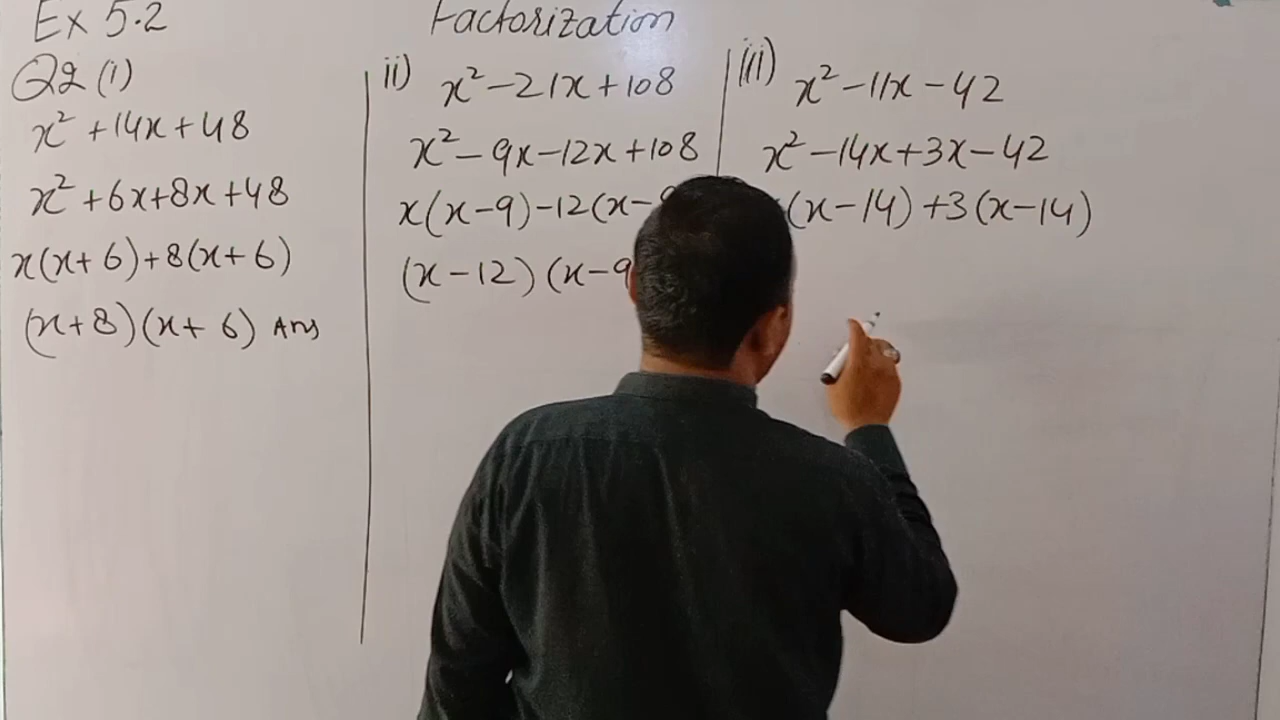 Ex 5.2
Factorization
Q2 (i)
x² +14x+48
x² +6x+8x+48
x(x+6)+8(x+6)
(x+8)(x+6) Ans
ii) x²-21x+108
x²-9x-12x+108
x(x-9)-12(x-
(x-12)(x-9
(iii) x²-11x-42
x²-14x+3x-42
(x-14)+3(x-14)